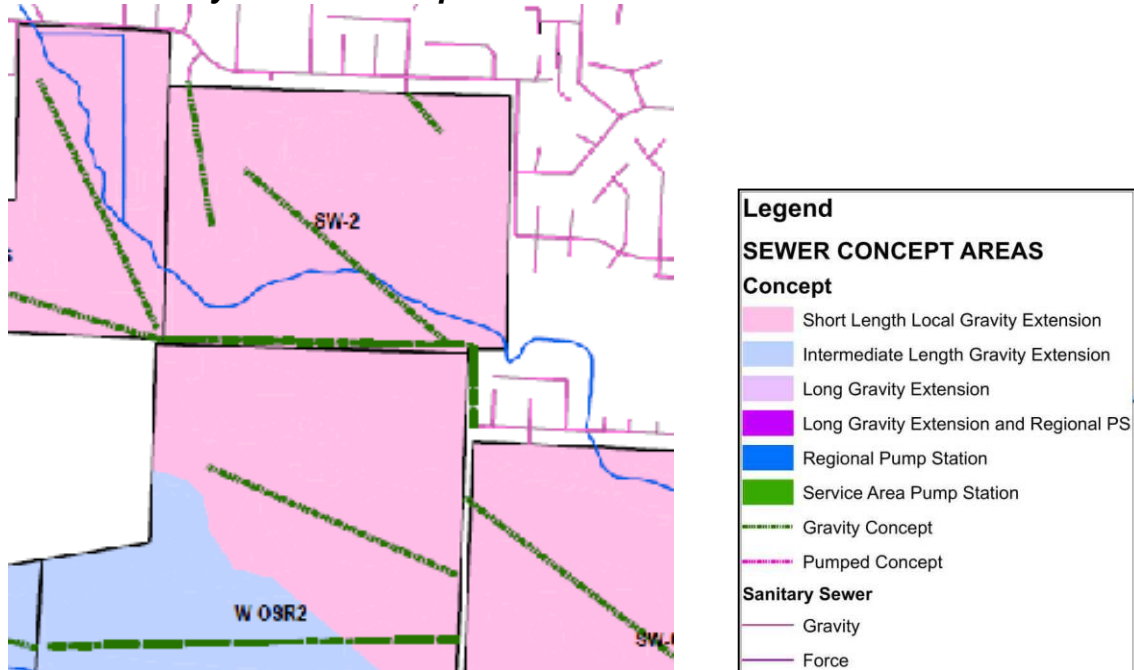 SW-2
W OSR2
Legend
SEWER CONCEPT AREAS
Concept
Short Length Local Gravity Extension
Intermediate Length Gravity Extension
Long Gravity Extension
Long Gravity Extension and Regional PS
Regional Pump Station
Service Area Pump Station
Gravity Concept
Pumped Concept
Sanitary Sewer
Gravity
Force